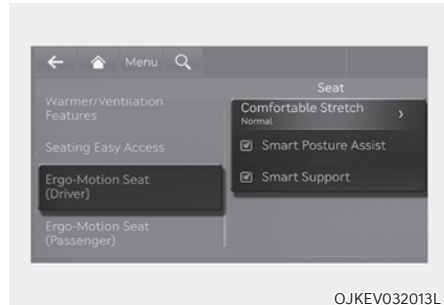 Menu
Seat
Warmer/Ventilation
Features
Seating Easy Access
Ergo-Motion Seat
(Driver)
Ergo-Motion Seat
(Passenger)
Comfortable Stretch
Normal
Smart Posture Assist
Smart Support
OJKEV032013L